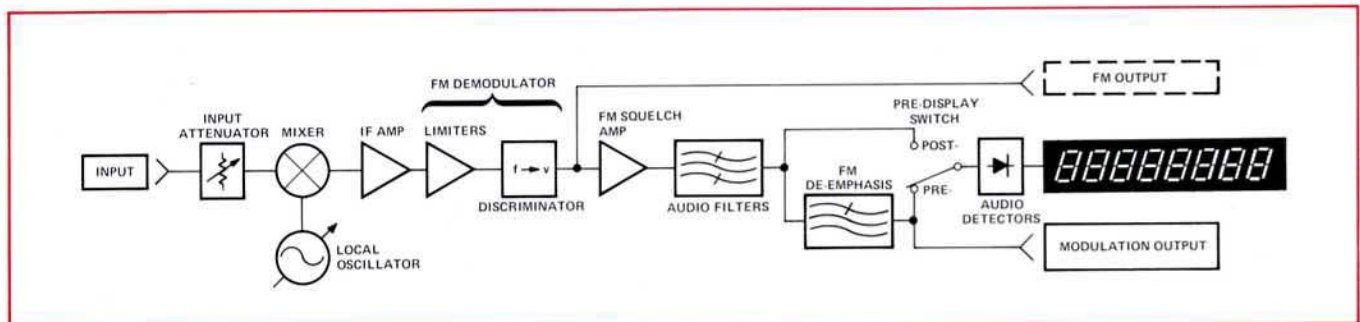 FM DEMODULATOR
FM OUTPUT
INPUT
ATTENUATOR
MIXER
IF AMP
LIMITERS
FM SQUELCH
AMP
PRE-DISPLAY
SWITCH
INPUT
f → v
POST-
88888888
DISCRIMINATOR
AUDIO FILTERS
FM
DE-EMPHASIS
PRE-
AUDIO
DETECTORS
LOCAL
OSCILLATOR
MODULATION OUTPUT